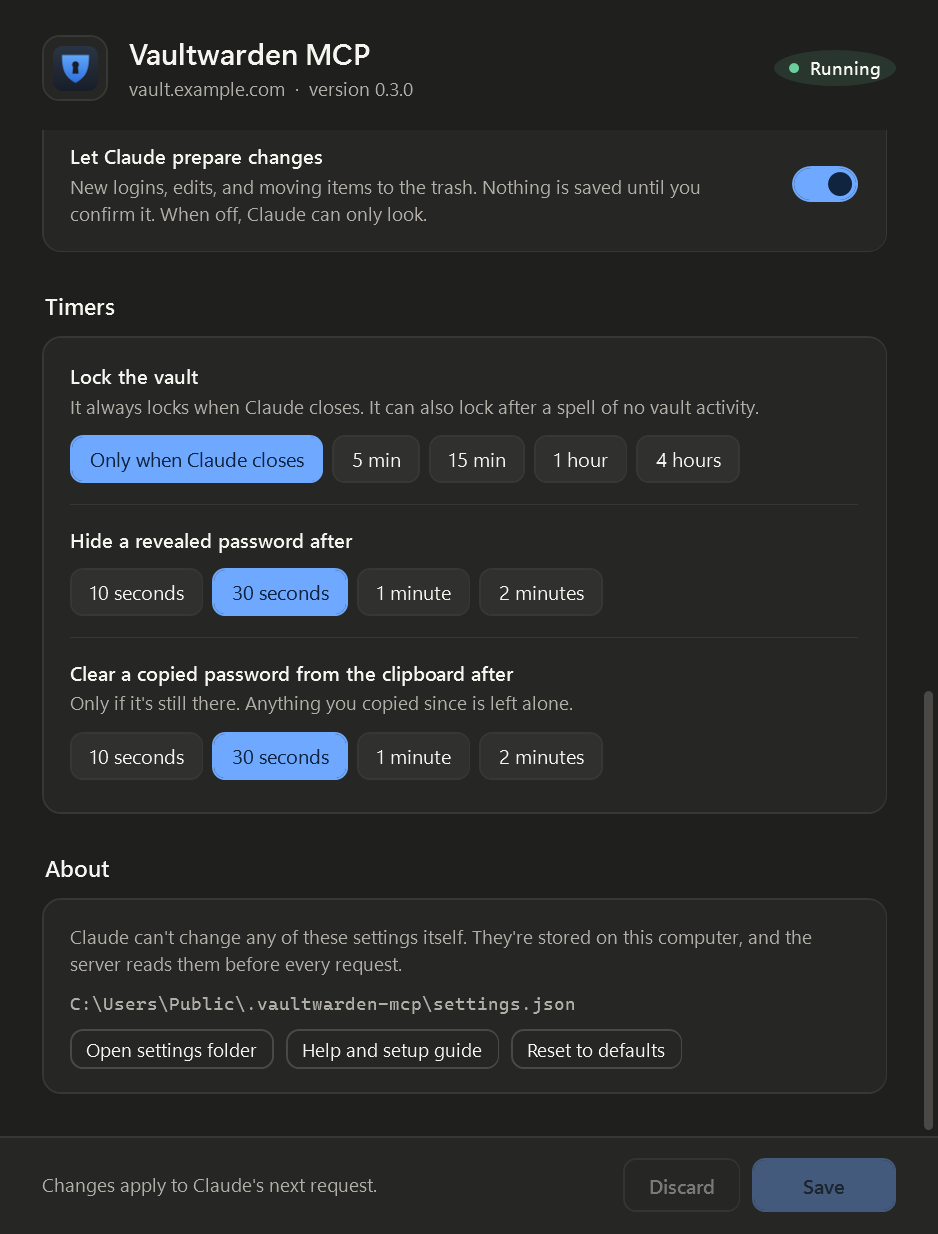 Vaultwarden MCP
vault.example.com · version 0.3.0
Running
Let Claude prepare changes
New logins, edits, and moving items to the trash. Nothing is saved until you
confirm it. When off, Claude can only look.
Timers
Lock the vault
It always locks when Claude closes. It can also lock after a spell of no vault activity.
Only when Claude closes 5 min 15 min 1 hour 4 hours
Hide a revealed password after
10 seconds 30 seconds 1 minute 2 minutes
Clear a copied password from the clipboard after
Only if it's still there. Anything you copied since is left alone.
10 seconds 30 seconds 1 minute 2 minutes
About
Claude can't change any of these settings itself. They're stored on this computer, and the
server reads them before every request.
C:\Users\Public\.vaultwarden-mcp\settings.json
Open settings folder Help and setup guide Reset to defaults
Changes apply to Claude's next request.
Discard Save